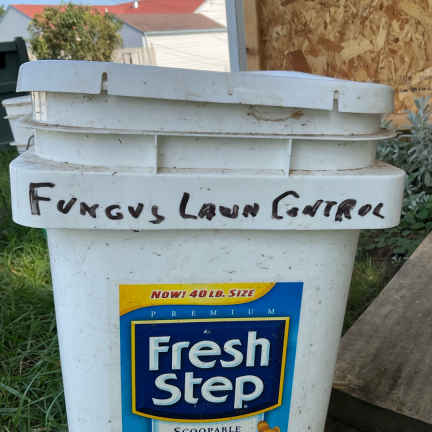 FUNGUS LAWN CONTROL
NOW! 40 LB. SIZE
PREMIUM
Fresh
Step
SCOOPABLE